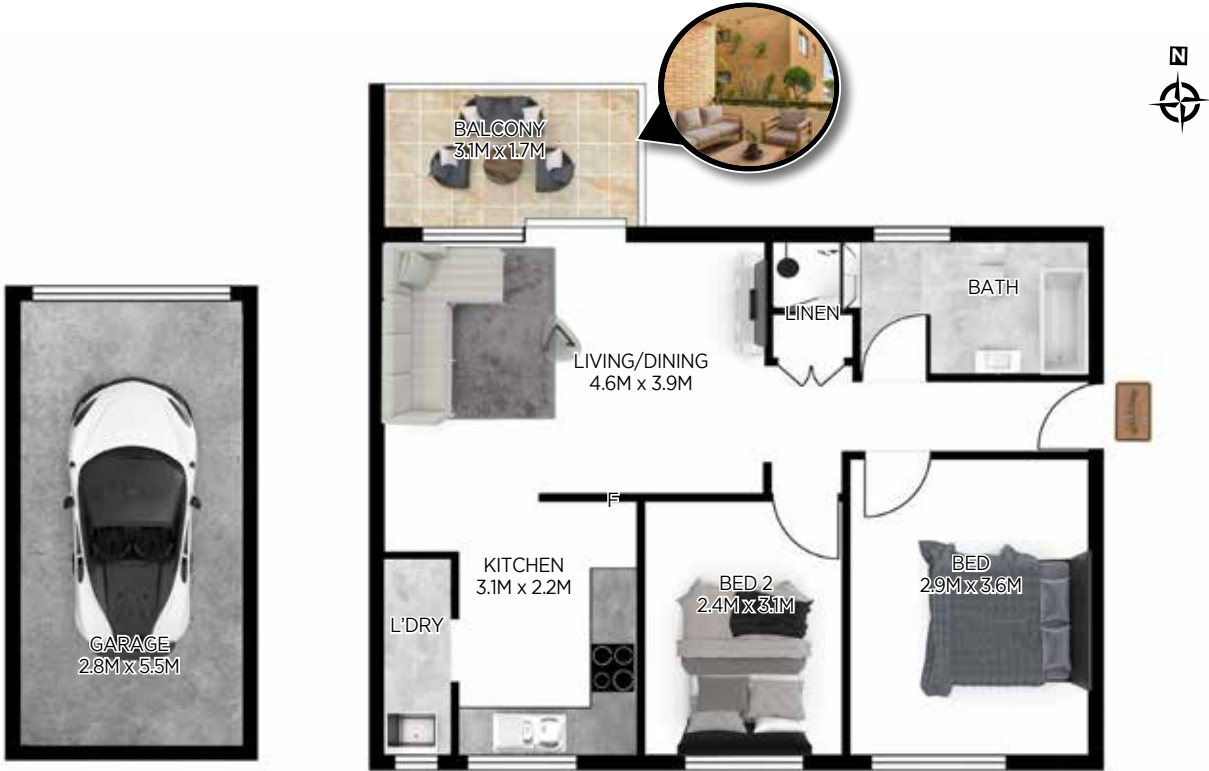 N
BALCONY
3.1M x 1.7M
BATH
LINEN
LIVING/DINING
4.6M x 3.9M
F
KITCHEN
3.1M x 2.2M
BED 2
2.4M x 3.1M
BED
2.9M x 3.6M
L'DRY
GARAGE
2.8M x 5.5M